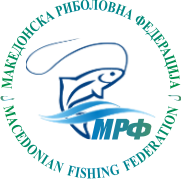 МАКЕДОНСКА РИБОЛОВНА ФЕДЕРАЦИЈА
МРФ
MACEDONIAN FISHING FEDERATION